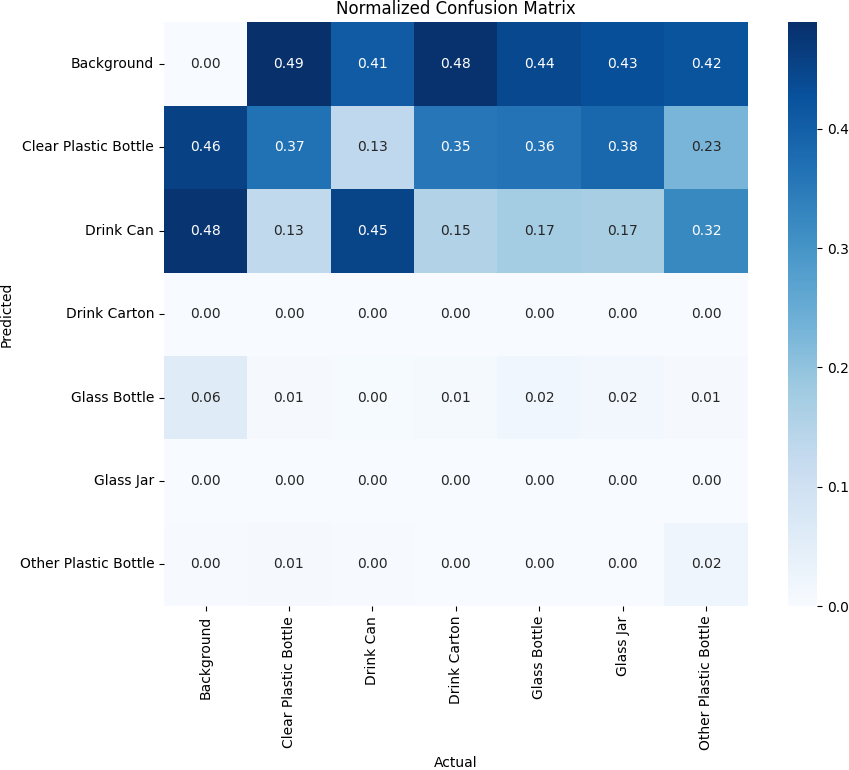 Normalized Confusion Matrix
Background 0.00 0.49 0.41 0.48 0.44 0.43 0.42
Clear Plastic Bottle 0.46 0.37 0.13 0.35 0.36 0.38 0.23
Drink Can 0.48 0.13 0.45 0.15 0.17 0.17 0.32
Drink Carton 0.00 0.00 0.00 0.00 0.00 0.00 0.00
Glass Bottle 0.06 0.01 0.00 0.01 0.02 0.02 0.01
Glass Jar 0.00 0.00 0.00 0.00 0.00 0.00 0.00
Other Plastic Bottle 0.00 0.01 0.00 0.00 0.00 0.00 0.02
Predicted
Background
Clear Plastic Bottle
Drink Can
Drink Carton
Glass Bottle
Glass Jar
Other Plastic Bottle
Actual
0.4
0.3
0.2
0.1
0.0